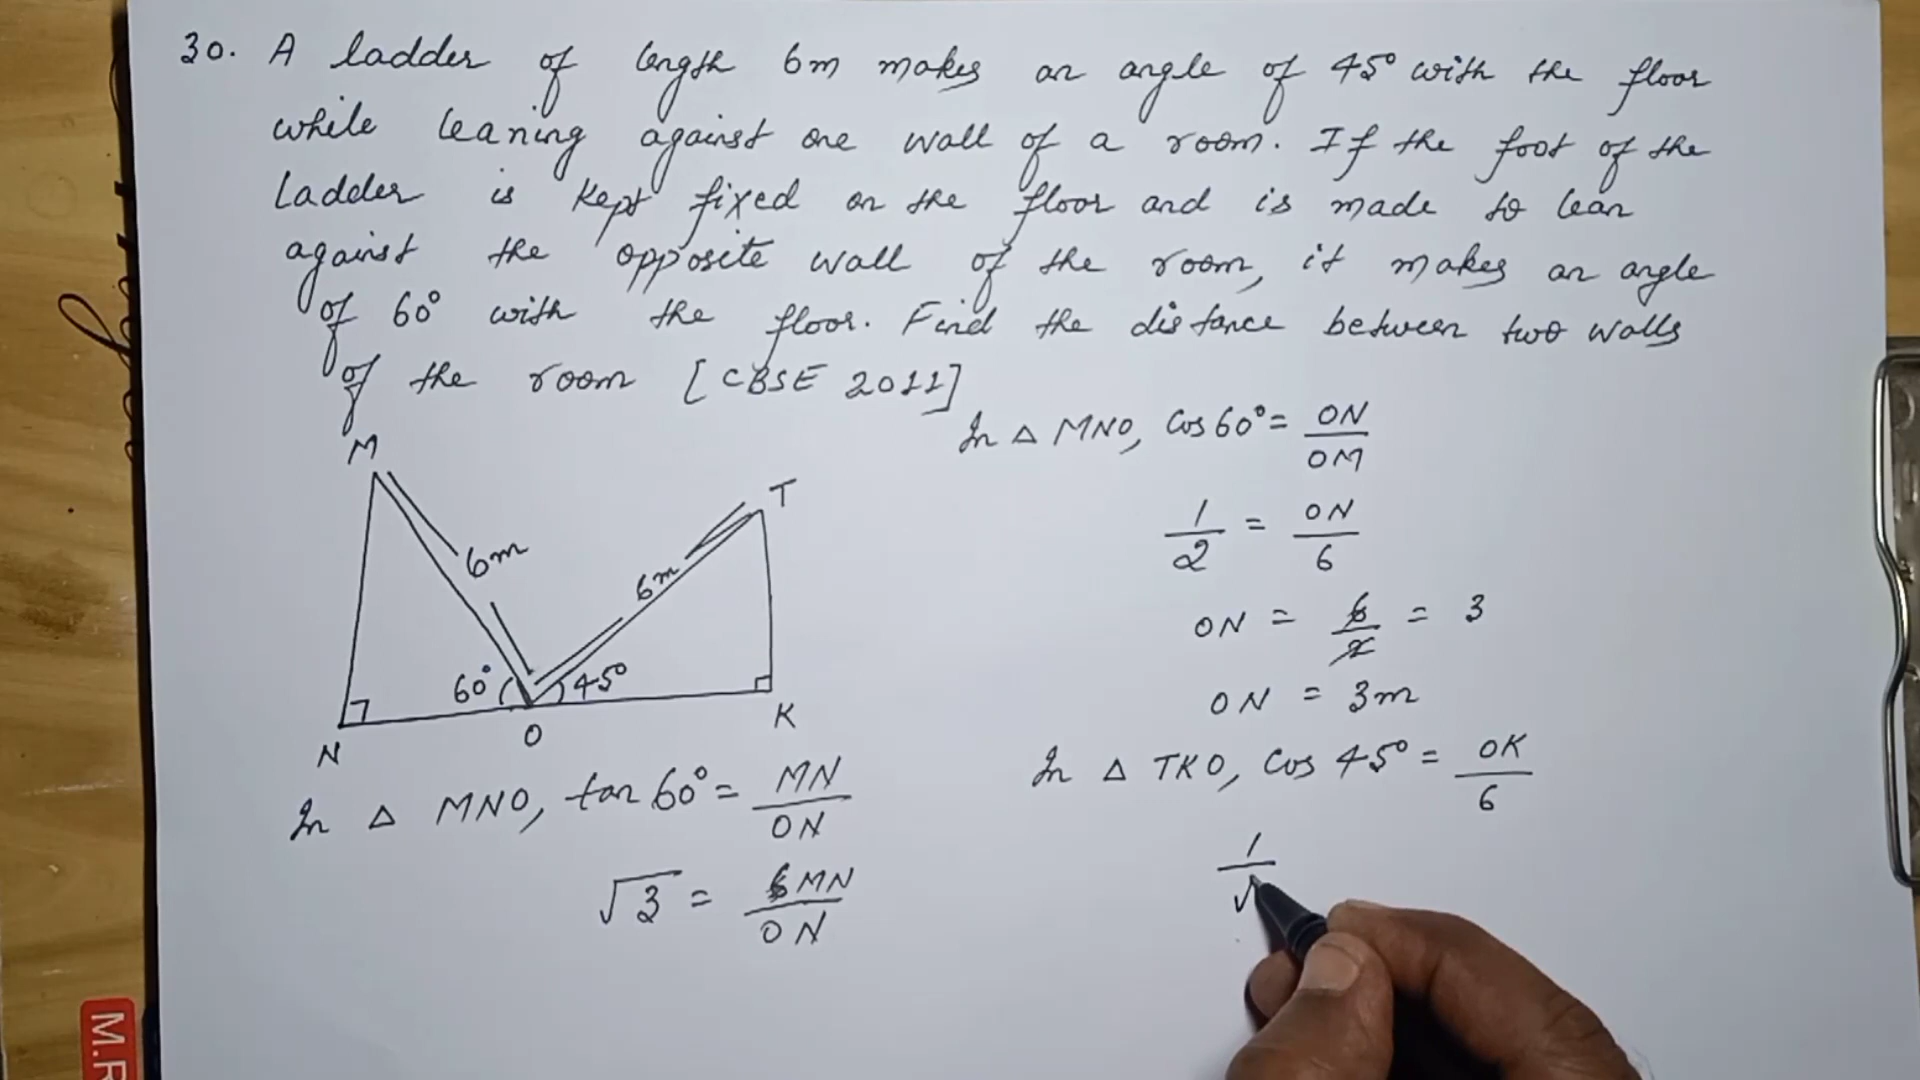 30. A ladder of length 6m makes an angle of 45° with the floor
while leaning against one wall of a room. If the foot of the
ladder is kept fixed on the floor and is made to lean
against the opposite wall of the room, it makes an angle
of 60° with the floor. Find the distance between two walls
of the room [CBSE 2011]
M
T
6m
6m
60°
45°
N
O
K
In △ MNO, tan 60° = MN/ON
√3 = MN/ON
In △ MNO, Cos 60° = ON/OM
1/2 = ON/6
ON = 6/2 = 3
ON = 3m
In △ TKO, Cos 45° = OK/6
1/√
M.R